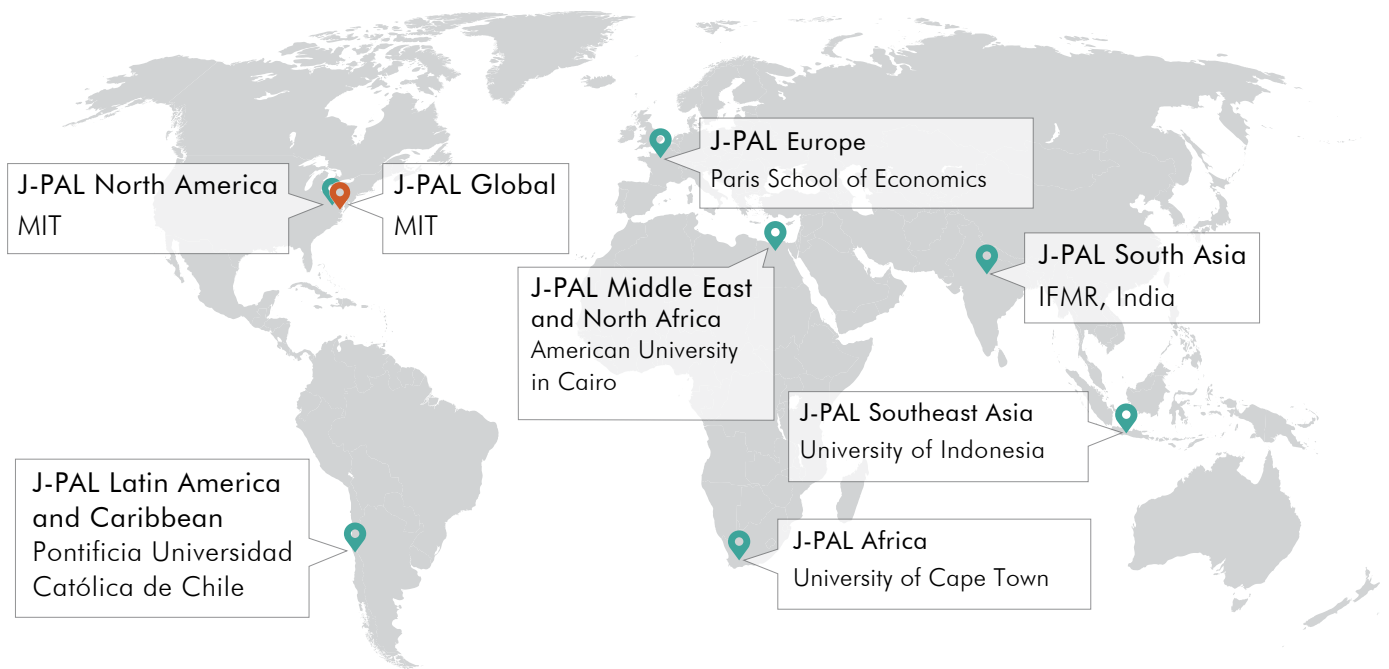 J-PAL North America
MIT
J-PAL Global
MIT
J-PAL Europe
Paris School of Economics
J-PAL South Asia
IFMR, India
J-PAL Middle East
and North Africa
American University
in Cairo
J-PAL Southeast Asia
University of Indonesia
J-PAL Latin America
and Caribbean
Pontificia Universidad
Católica de Chile
J-PAL Africa
University of Cape Town